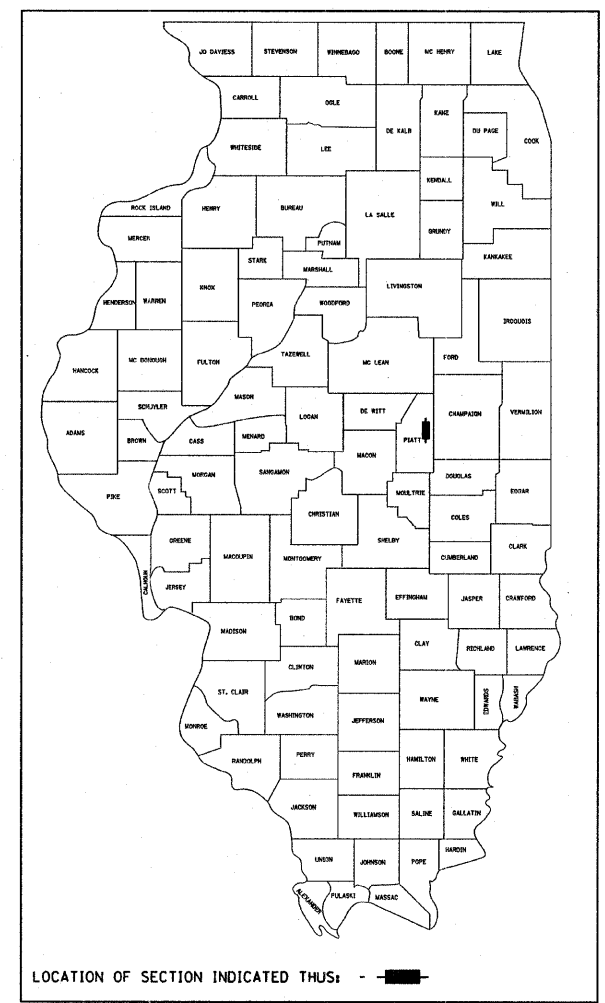 JO DAVIESS STEVENSON WINNEBAGO BOONE MC HENRY LAKE
CARROLL OGLE KANE
DE KALB DU PAGE COOK
WHITESIDE LEE
KENDALL
ROCK ISLAND HENRY BUREAU LA SALLE WILL
MERCER PUTNAM GRUNDY
STARK MARSHALL KANKAKEE
HENDERSON WARREN KNOX PEORIA WOODFORD LIVINGSTON
IROQUOIS
HANCOCK MC DONOUGH FULTON TAZEWELL MC LEAN FORD
MASON
SCHUYLER LOGAN DE WITT CHAMPAIGN VERMILION
ADAMS BROWN CASS MENARD PIATT
MACON
PIKE SCOTT MORGAN SANGAMON DOUGLAS EDGAR
MOULTRIE
CHRISTIAN COLES
GREENE MACOUPIN MONTGOMERY SHELBY CLARK
CUMBERLAND
CALHOUN JERSEY FAYETTE EFFINGHAM JASPER CRAWFORD
MADISON BOND
CLAY RICHLAND LAWRENCE
CLINTON MARION
ST. CLAIR WAYNE EDWARDS WABASH
WASHINGTON JEFFERSON
MONROE
RANDOLPH PERRY HAMILTON WHITE
FRANKLIN
JACKSON WILLIAMSON SALINE GALLATIN
HARDIN
UNION JOHNSON POPE
ALEXANDER PULASKI MASSAC
LOCATION OF SECTION INDICATED THUS: - -